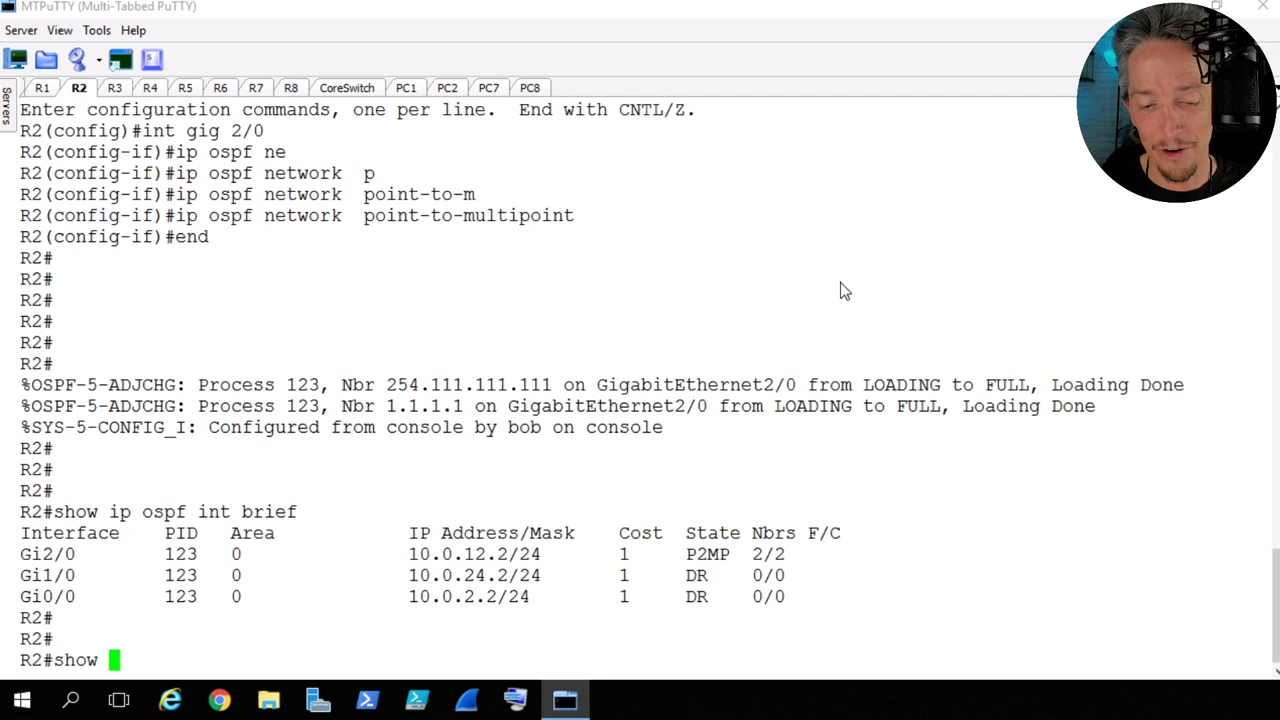 MTPuTTY (Multi-Tabbed PuTTY)
Server View Tools Help
R1 R2 R3 R4 R5 R6 R7 R8 CoreSwitch PC1 PC2 PC7 PC8
Servers
Enter configuration commands, one per line.  End with CNTL/Z.
R2(config)#int gig 2/0
R2(config-if)#ip ospf ne
R2(config-if)#ip ospf network  p
R2(config-if)#ip ospf network  point-to-m
R2(config-if)#ip ospf network  point-to-multipoint
R2(config-if)#end
R2#
R2#
R2#
R2#
R2#
R2#
%OSPF-5-ADJCHG: Process 123, Nbr 254.111.111.111 on GigabitEthernet2/0 from LOADING to FULL, Loading Done
%OSPF-5-ADJCHG: Process 123, Nbr 1.1.1.1 on GigabitEthernet2/0 from LOADING to FULL, Loading Done
%SYS-5-CONFIG_I: Configured from console by bob on console
R2#
R2#
R2#
R2#show ip ospf int brief
Interface    PID   Area            IP Address/Mask    Cost  State Nbrs F/C
Gi2/0        123   0               10.0.12.2/24       1     P2MP  2/2
Gi1/0        123   0               10.0.24.2/24       1     DR    0/0
Gi0/0        123   0               10.0.2.2/24        1     DR    0/0
R2#
R2#
R2#show